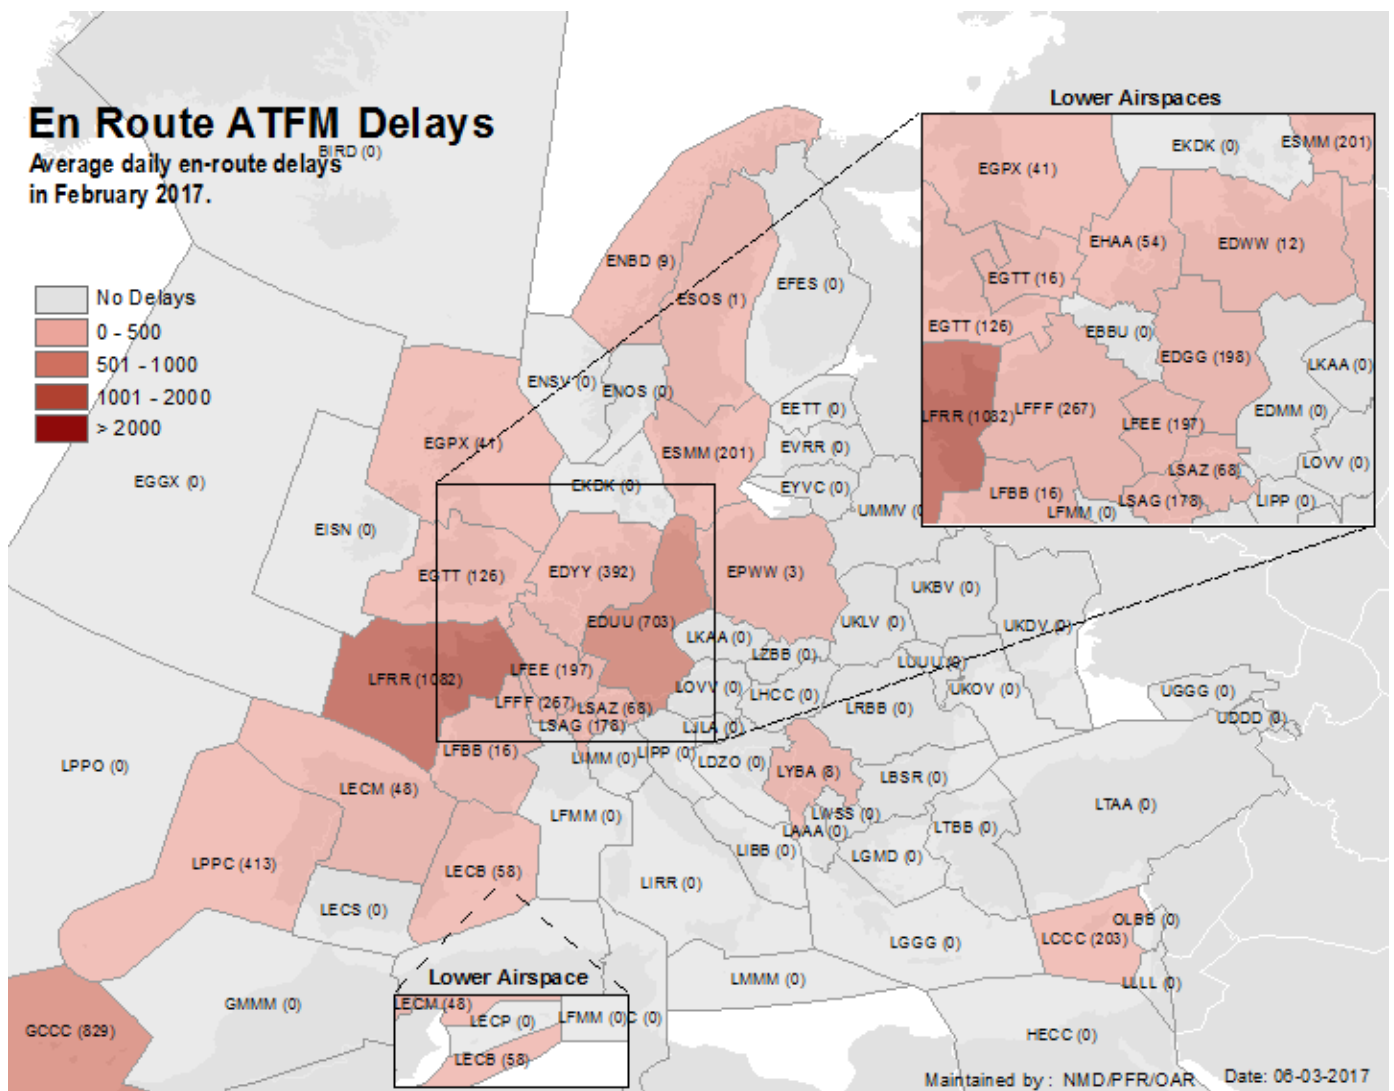 En Route ATFM Delays
Average daily en-route delays
in February 2017.
BIRD (0)
No Delays
0 - 500
501 - 1000
1001 - 2000
> 2000
Lower Airspaces
EKDK (0)
ESMM (201)
EGPX (41)
EHAA (54)
EDWW (12)
EGTT (16)
EGTT (126)
EBBU (0)
EDGG (198)
LKAA (0)
LFRR (1082)
LFFF (267)
LFEE (197)
EDMM (0)
LSAZ (68)
LOVV (0)
LFBB (16)
LFMM (0)
LSAG (178)
LIPP (0)
ENBD (9)
ESOS (1)
EFES (0)
ENSV (0)
ENOS (0)
EETT (0)
EGPX (41)
ESMM (201)
EVRR (0)
EGGX (0)
EKDK (0)
EYVC (0)
UMMV (0
EISN (0)
EGTT (126)
EDYY (392)
EPWW (3)
UKBV (0)
EDUU (703)
UKLV (0)
UKDV (0)
LKAA (0)
LZBB (0)
LUUU (0)
LFRR (1082)
LFEE (197)
LOVV (0)
LHCC (0)
UKOV (0)
UGGG (0)
LFFF (267)
LSAZ (68)
LRBB (0)
UDDD (0)
LSAG (178)
LJLA (0)
LFBB (16)
LIMM (0)
LIPP (0)
LDZO (0)
LYBA (8)
LBSR (0)
LPPO (0)
LECM (48)
LTAA (0)
LFMM (0)
LWSS (0)
LAAA (0)
LTBB (0)
LIBB (0)
LGMD (0)
LPPC (413)
LECB (58)
LIRR (0)
LECS (0)
OLBB (0)
LCCC (203)
LGGG (0)
LLLL (0)
Lower Airspace
LMMM (0)
LECM (48)
GMMM (0)
LECP (0)
LFMM (0)
C (0)
GCCC (829)
LECB (58)
HECC (0)
Maintained by : NMD/PFR/OAR Date: 06-03-2017